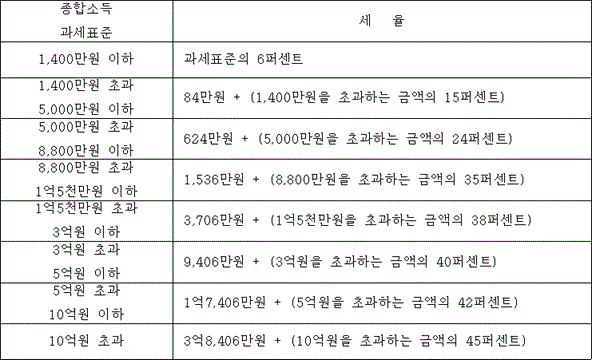 종합소득
과세표준
세 율
1,400만원 이하
과세표준의 6퍼센트
1,400만원 초과
5,000만원 이하
84만원 + (1,400만원을 초과하는 금액의 15퍼센트)
5,000만원 초과
8,800만원 이하
624만원 + (5,000만원을 초과하는 금액의 24퍼센트)
8,800만원 초과
1억5천만원 이하
1,536만원 + (8,800만원을 초과하는 금액의 35퍼센트)
1억5천만원 초과
3억원 이하
3,706만원 + (1억5천만원을 초과하는 금액의 38퍼센트)
3억원 초과
5억원 이하
9,406만원 + (3억원을 초과하는 금액의 40퍼센트)
5억원 초과
10억원 이하
1억7,406만원 + (5억원을 초과하는 금액의 42퍼센트)
10억원 초과
3억8,406만원 + (10억원을 초과하는 금액의 45퍼센트)